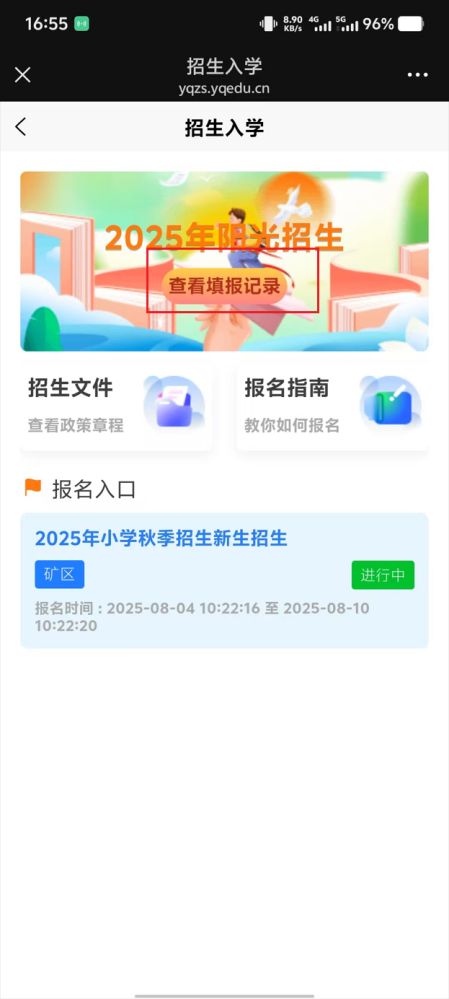 16:55
8.90 KB/s 4G 5G 96%
招生入学
yqzs.yqedu.cn
招生入学
2025年阳光招生
查看填报记录
招生文件
查看政策章程
报名指南
教你如何报名
报名入口
2025年小学秋季招生新生招生
矿区
进行中
报名时间：2025-08-04 10:22:16 至 2025-08-10
10:22:20